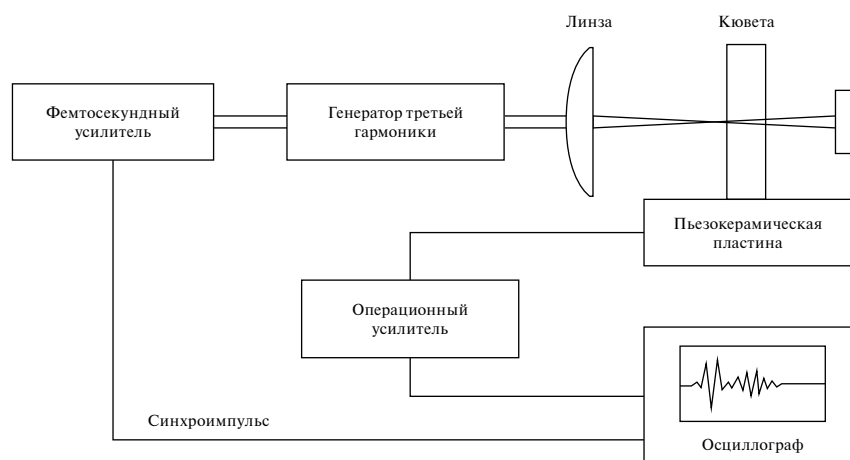 Линза
Кювета
Фемтосекундный
усилитель
Генератор третьей
гармоники
Пьезокерамическая
пластина
Операционный
усилитель
Синхроимпульс
Осциллограф